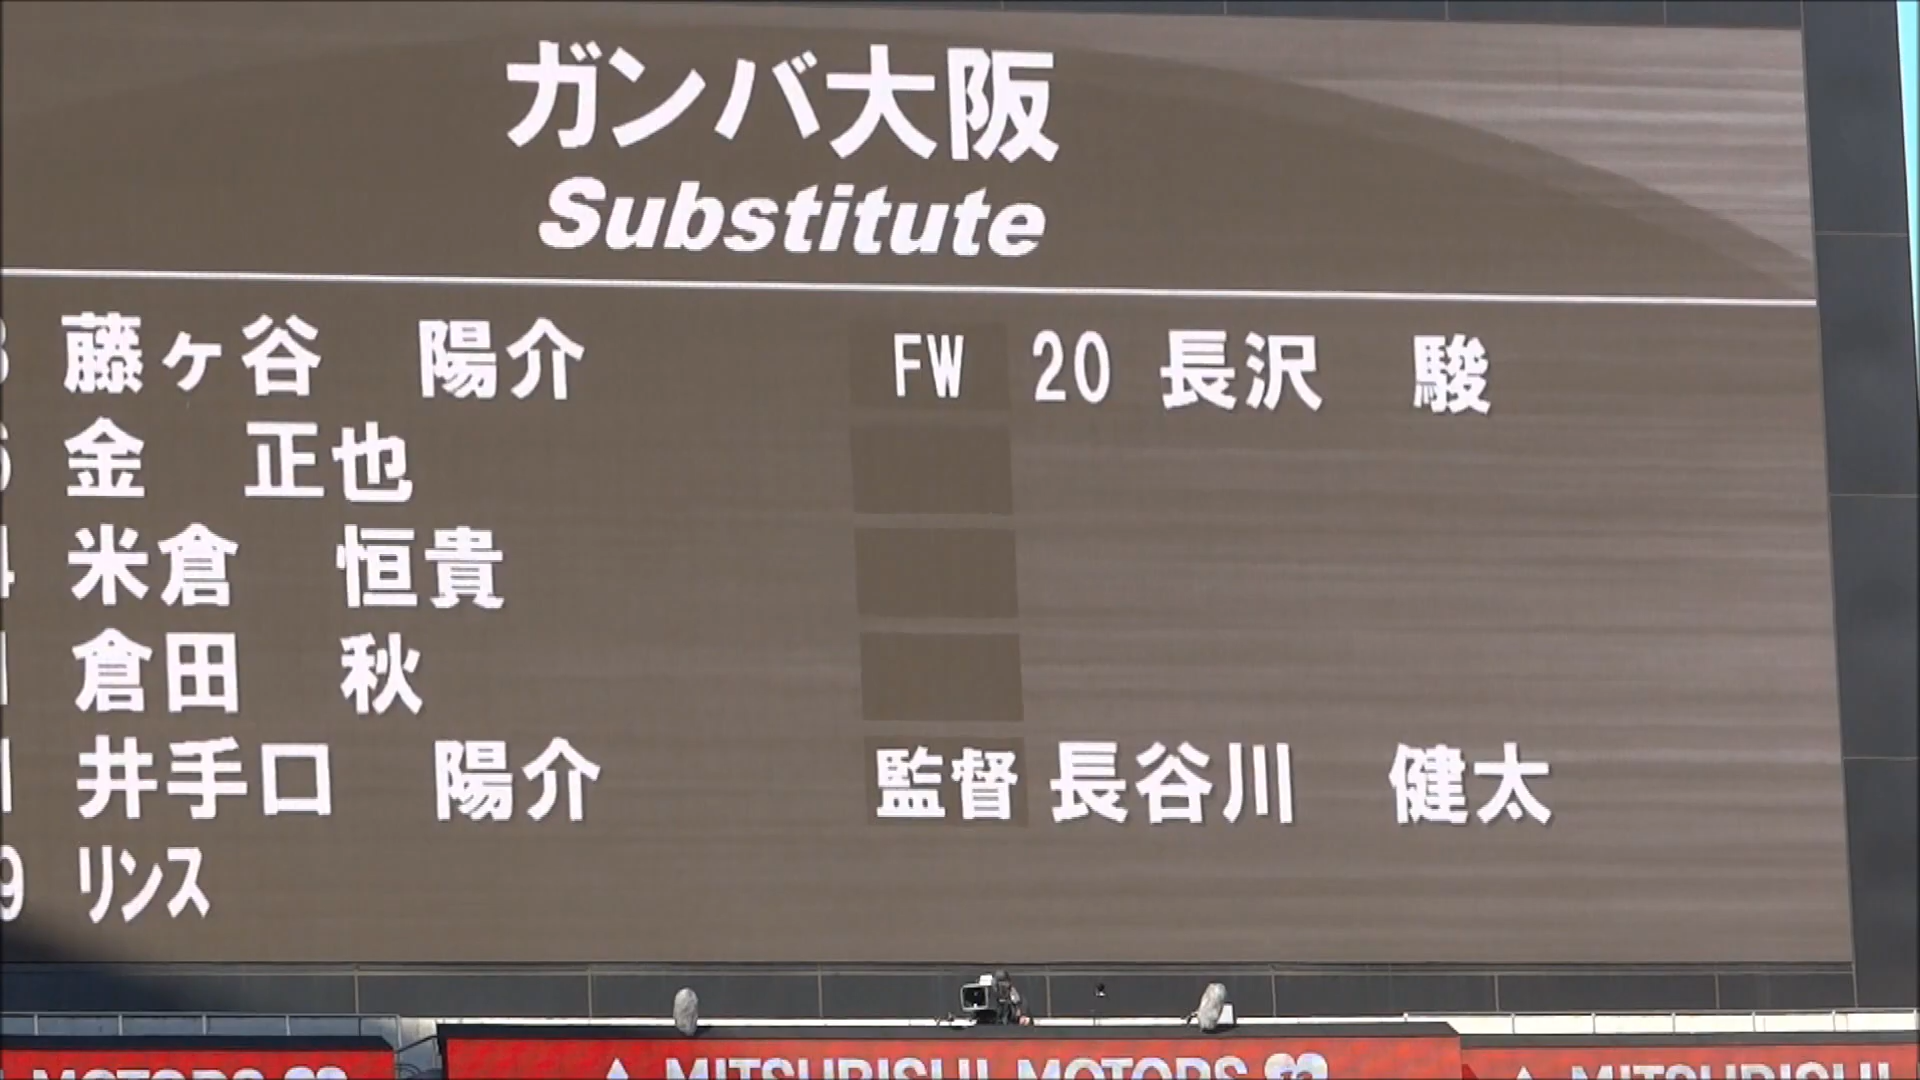 ガンバ大阪
Substitute
藤ヶ谷 陽介 FW 20 長沢 駿
金 正也
米倉 恒貴
倉田 秋
井手口 陽介 監督 長谷川 健太
9 リンス
MOTORS MITSUBISHI MOTORS MITSUBISHI